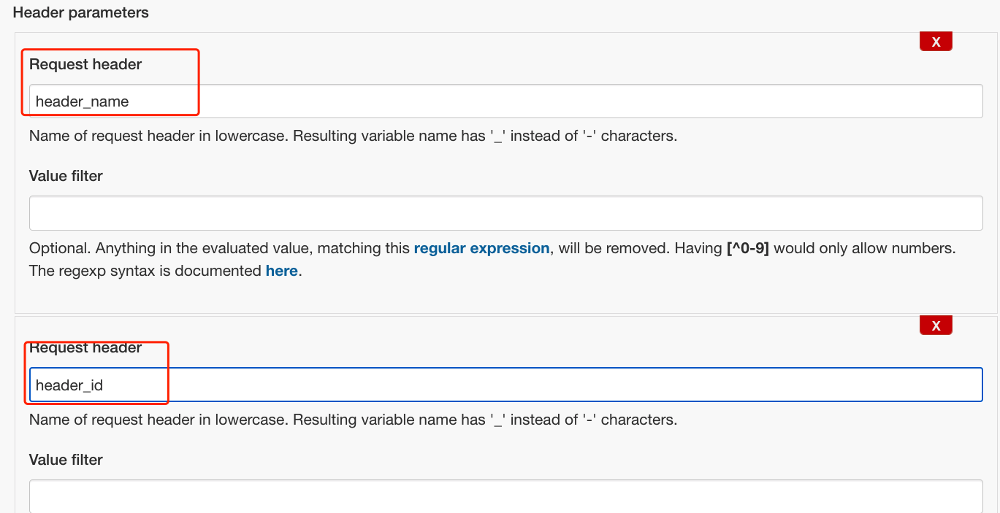 Header parameters
X
Request header
header_name
Name of request header in lowercase. Resulting variable name has '_' instead of '-' characters.
Value filter
Optional. Anything in the evaluated value, matching this regular expression, will be removed. Having [^0-9] would only allow numbers.
The regexp syntax is documented here.
X
Request header
header_id
Name of request header in lowercase. Resulting variable name has '_' instead of '-' characters.
Value filter